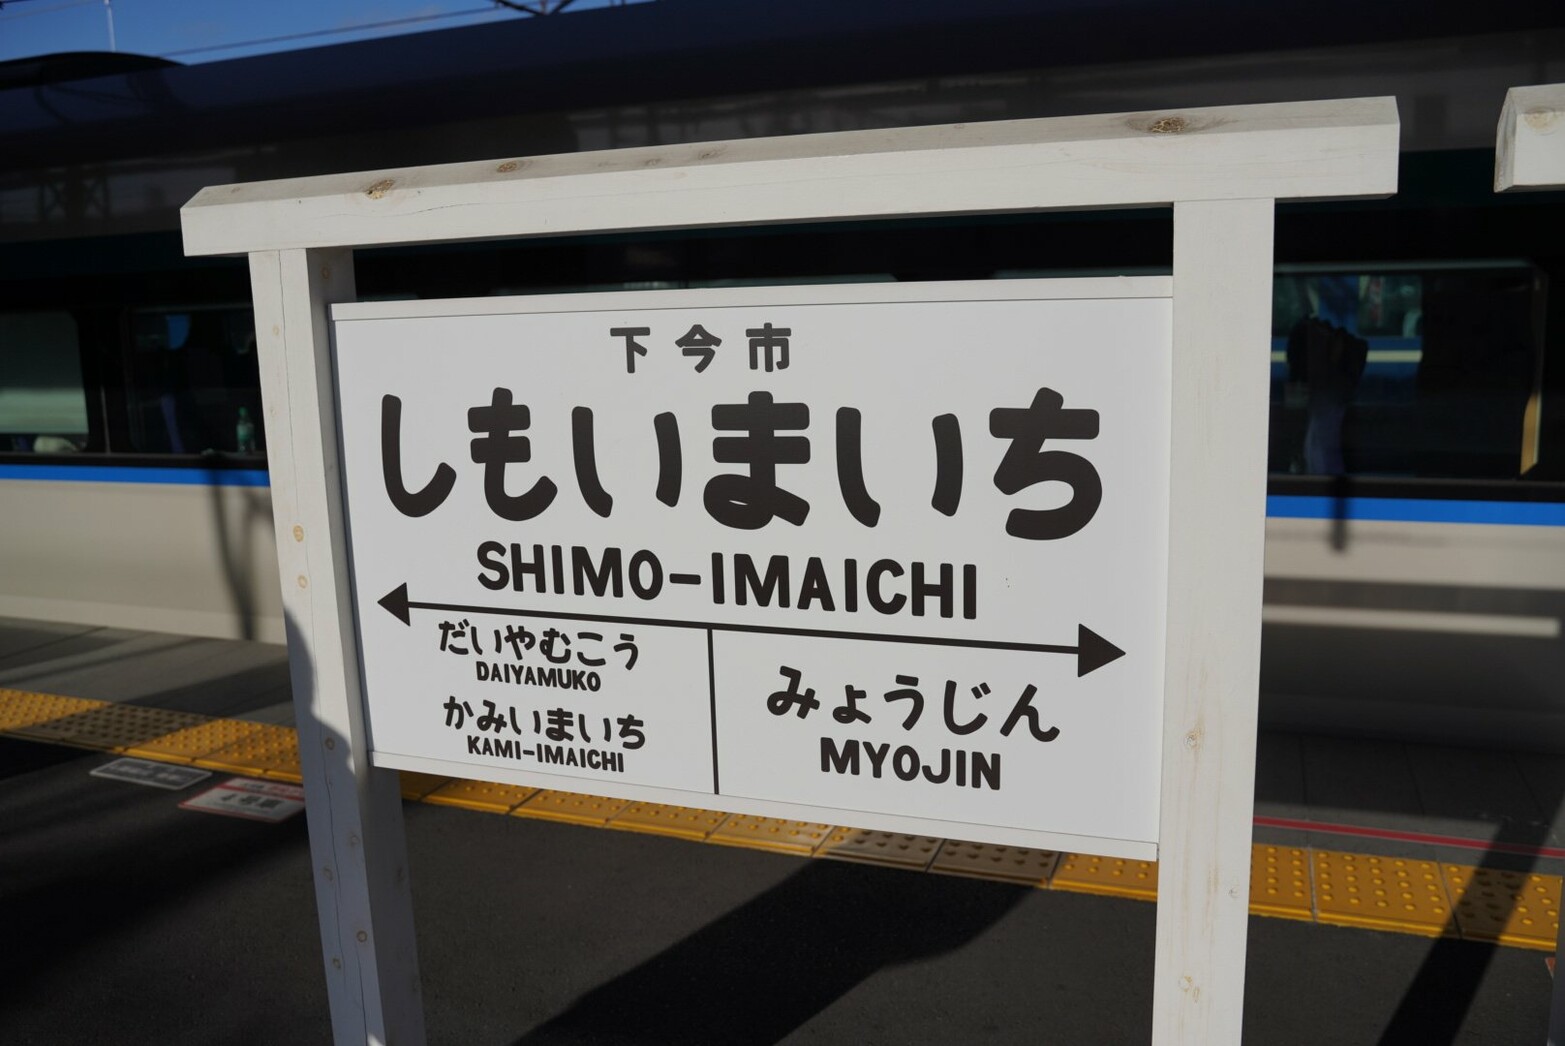 下今市
しもいまいち
SHIMO-IMAICHI
だいやむこう
DAIYAMUKO
かみいまいち
KAMI-IMAICHI
みょうじん
MYOJIN